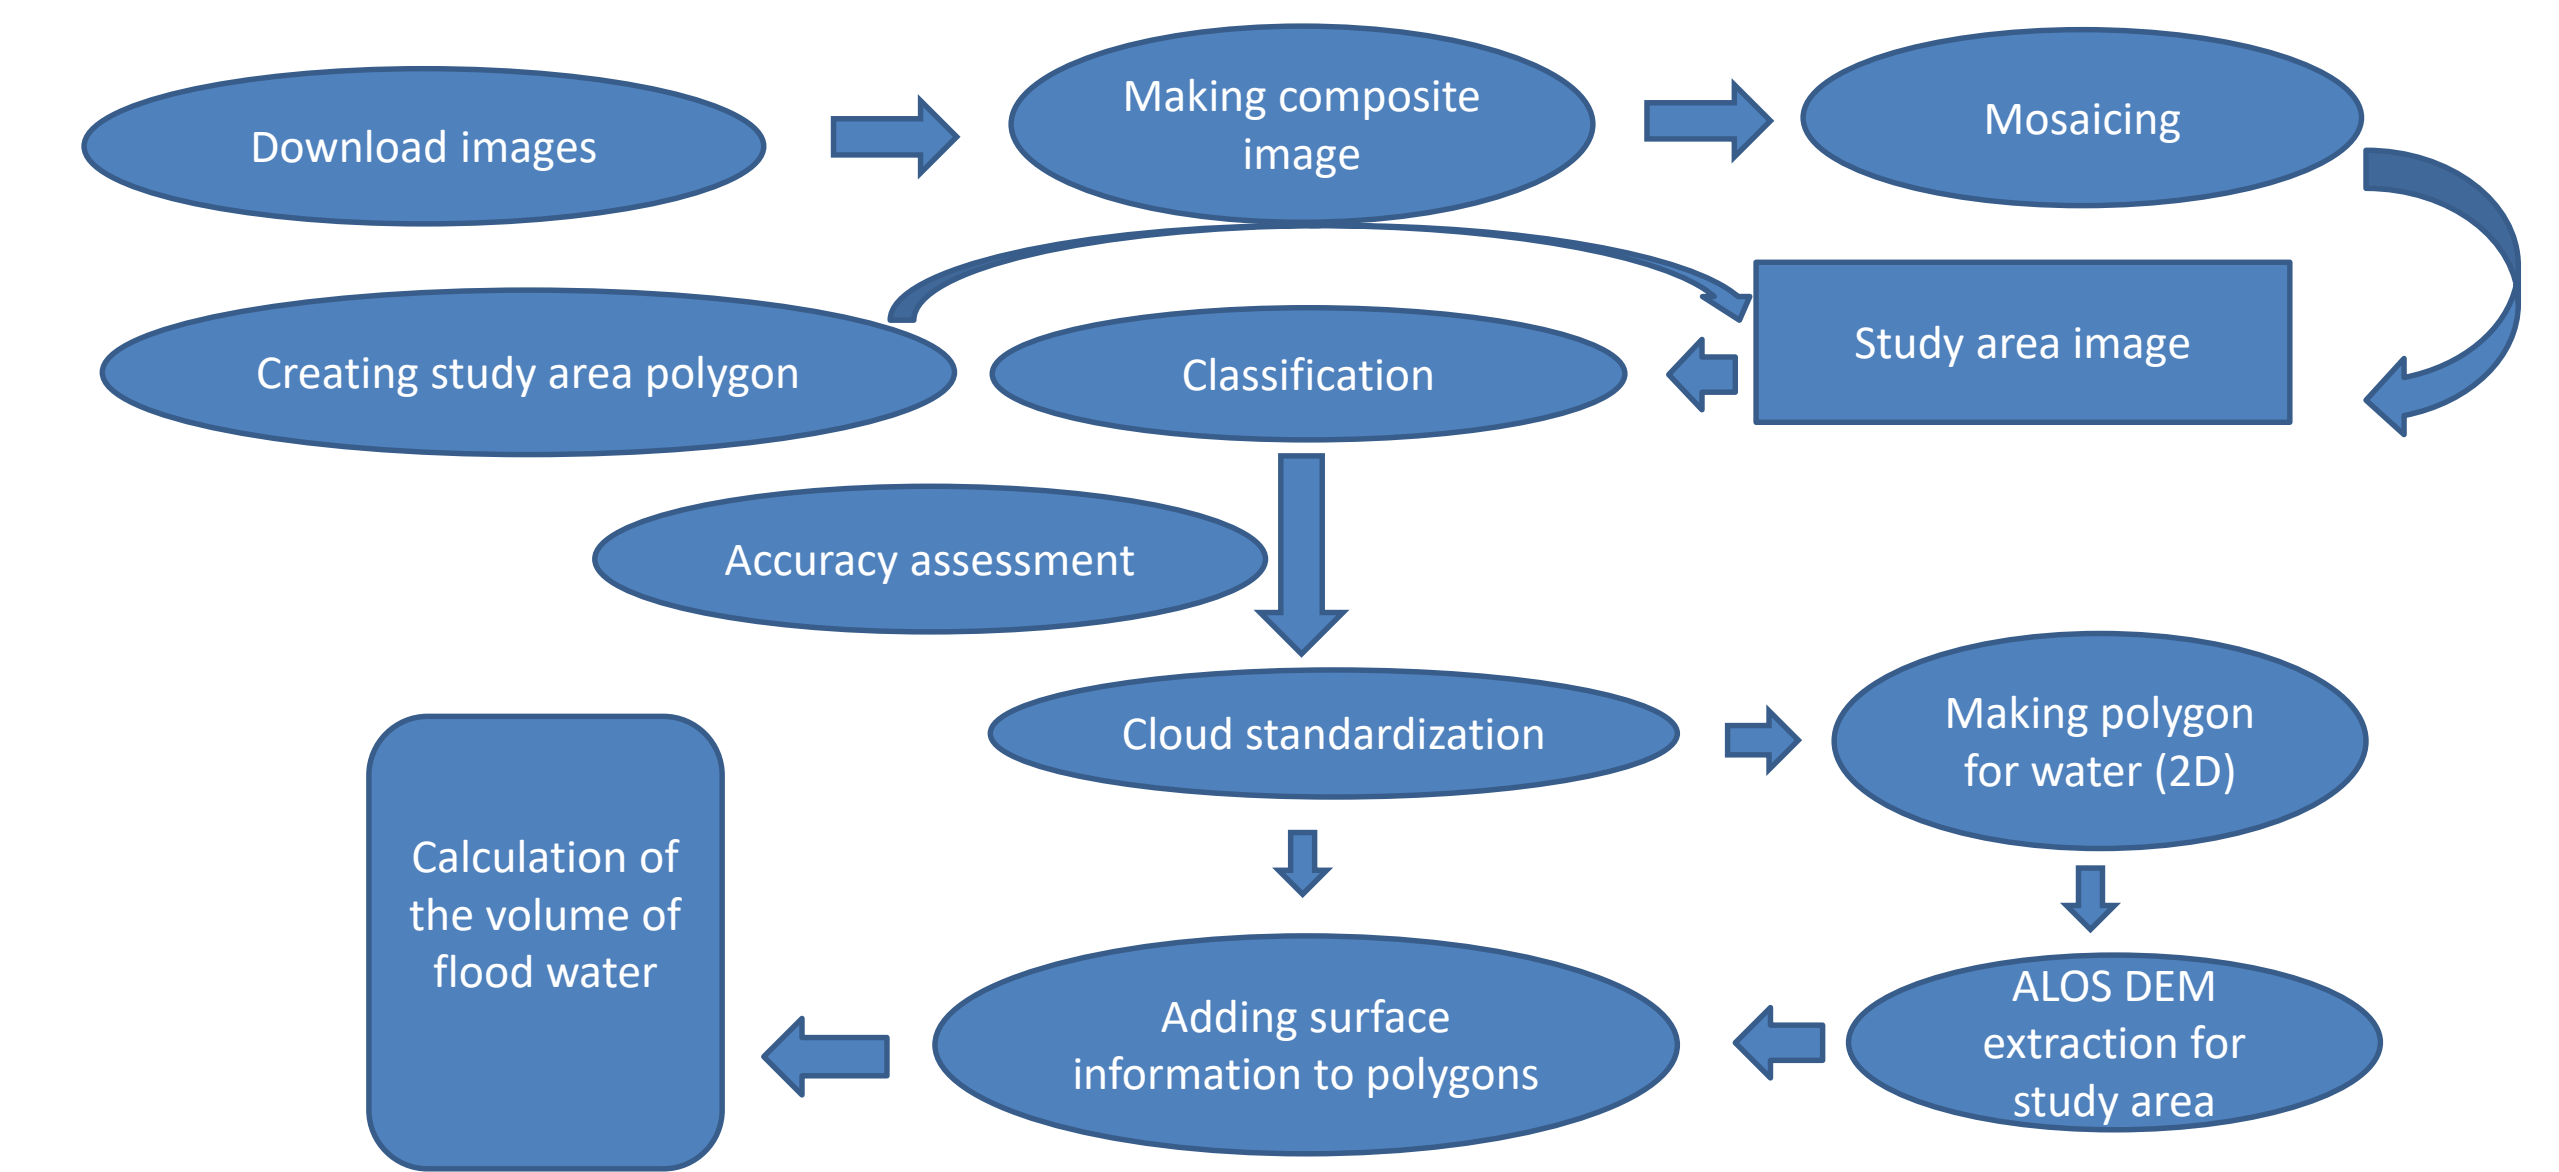 Download images
Making composite
image
Mosaicing
Creating study area polygon
Classification
Study area image
Accuracy assessment
Cloud standardization
Making polygon
for water (2D)
Calculation of
the volume of
flood water
Adding surface
information to polygons
ALOS DEM
extraction for
study area